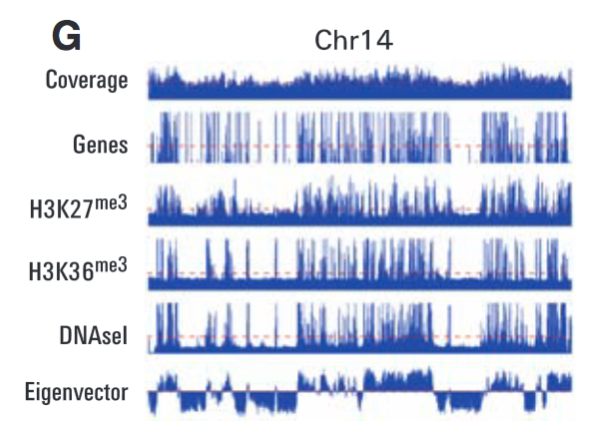 G
Chr14
Coverage
Genes
H3K27me3
H3K36me3
DNAseI
Eigenvector